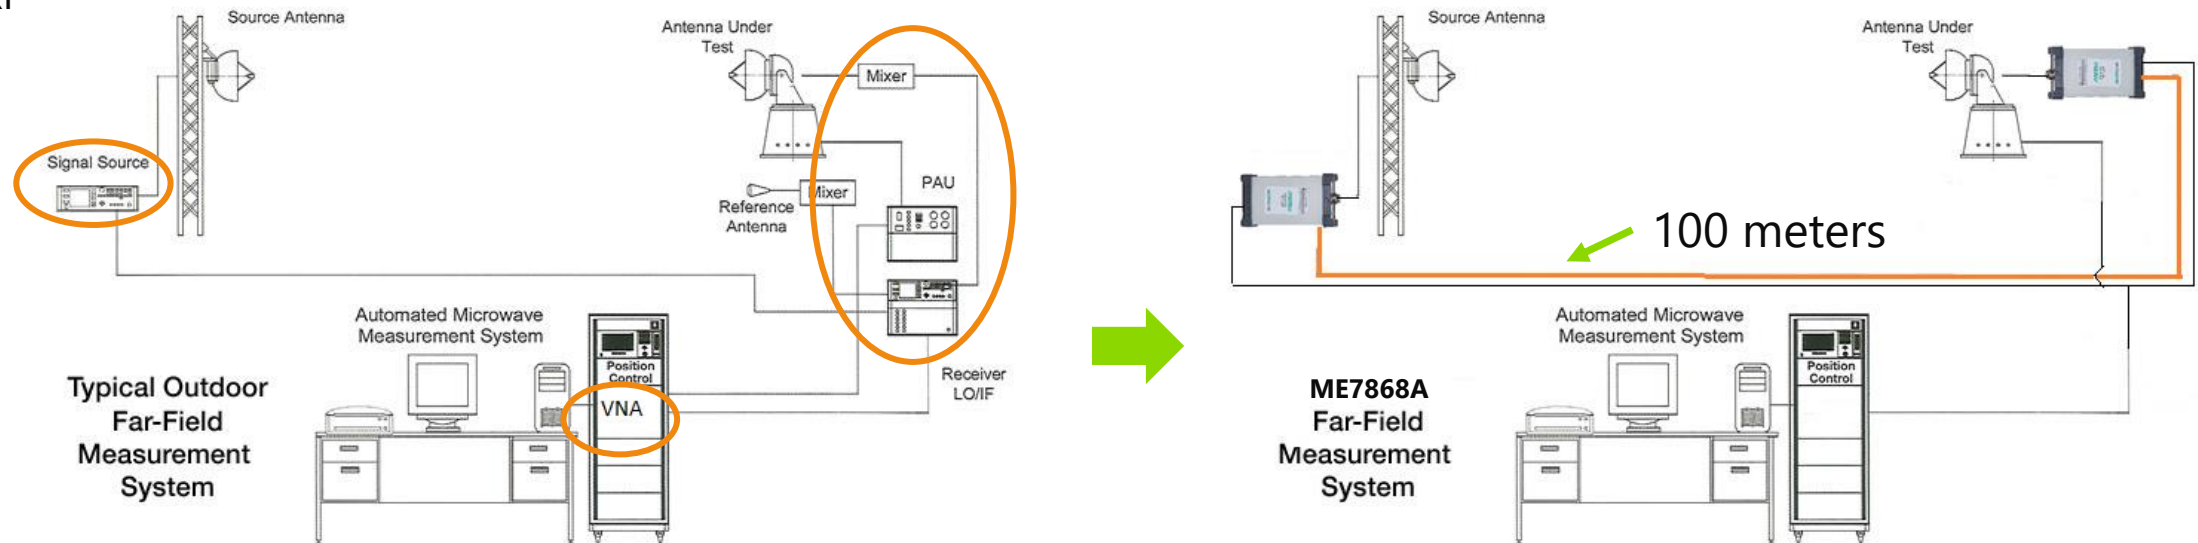 Source Antenna
Antenna Under
Test
Mixer
Signal Source
PAU
Mixer
Reference
Antenna
Automated Microwave
Measurement System
Position
Control
VNA
Receiver
LO/IF
Typical Outdoor
Far-Field
Measurement
System
Source Antenna
Antenna Under
Test
100 meters
Automated Microwave
Measurement System
Position
Control
ME7868A
Far-Field
Measurement
System